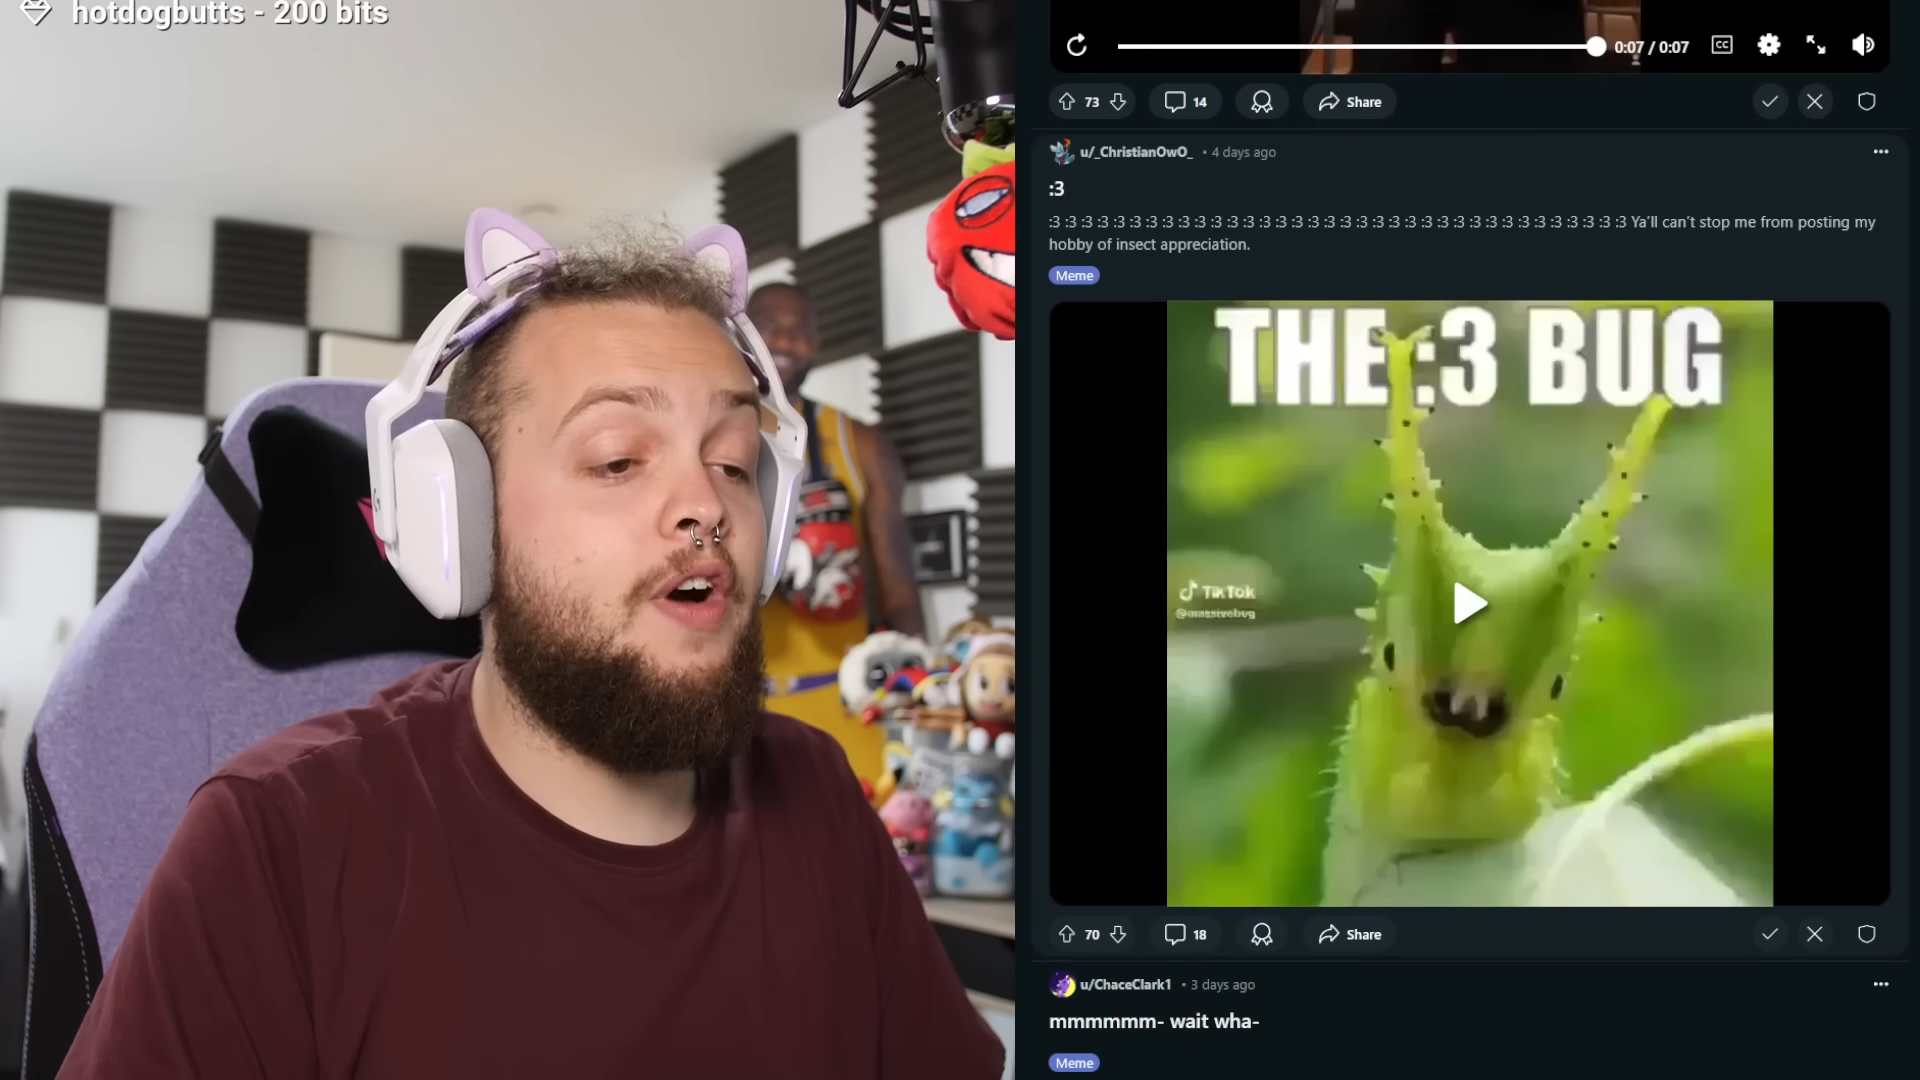 hotdogbutts - 200 bits
0:07 / 0:07
CC
73
14
Share
u/_ChristianOwO_ • 4 days ago
:3
:3 :3 :3 :3 :3 :3 :3 :3 :3 :3 :3 :3 :3 :3 :3 :3 :3 :3 :3 :3 :3 :3 :3 :3 :3 :3 :3 :3 :3 :3 :3 :3 :3 :3 :3 :3 Ya'll can't stop me from posting my
hobby of insect appreciation.
Meme
THE :3 BUG
TikTok
@massivebug
70
18
Share
u/ChaceClark1 • 3 days ago
mmmmmm- wait wha-
Meme